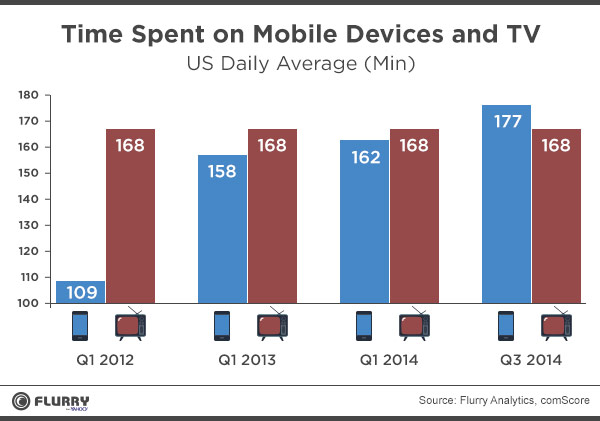 Time Spent on Mobile Devices and TV
US Daily Average (Min)
180
170
160
150
140
130
120
110
100
109
168
158
168
162
168
177
168
Q1 2012
Q1 2013
Q1 2014
Q3 2014
FLURRY
from YAHOO!
Source: Flurry Analytics, comScore